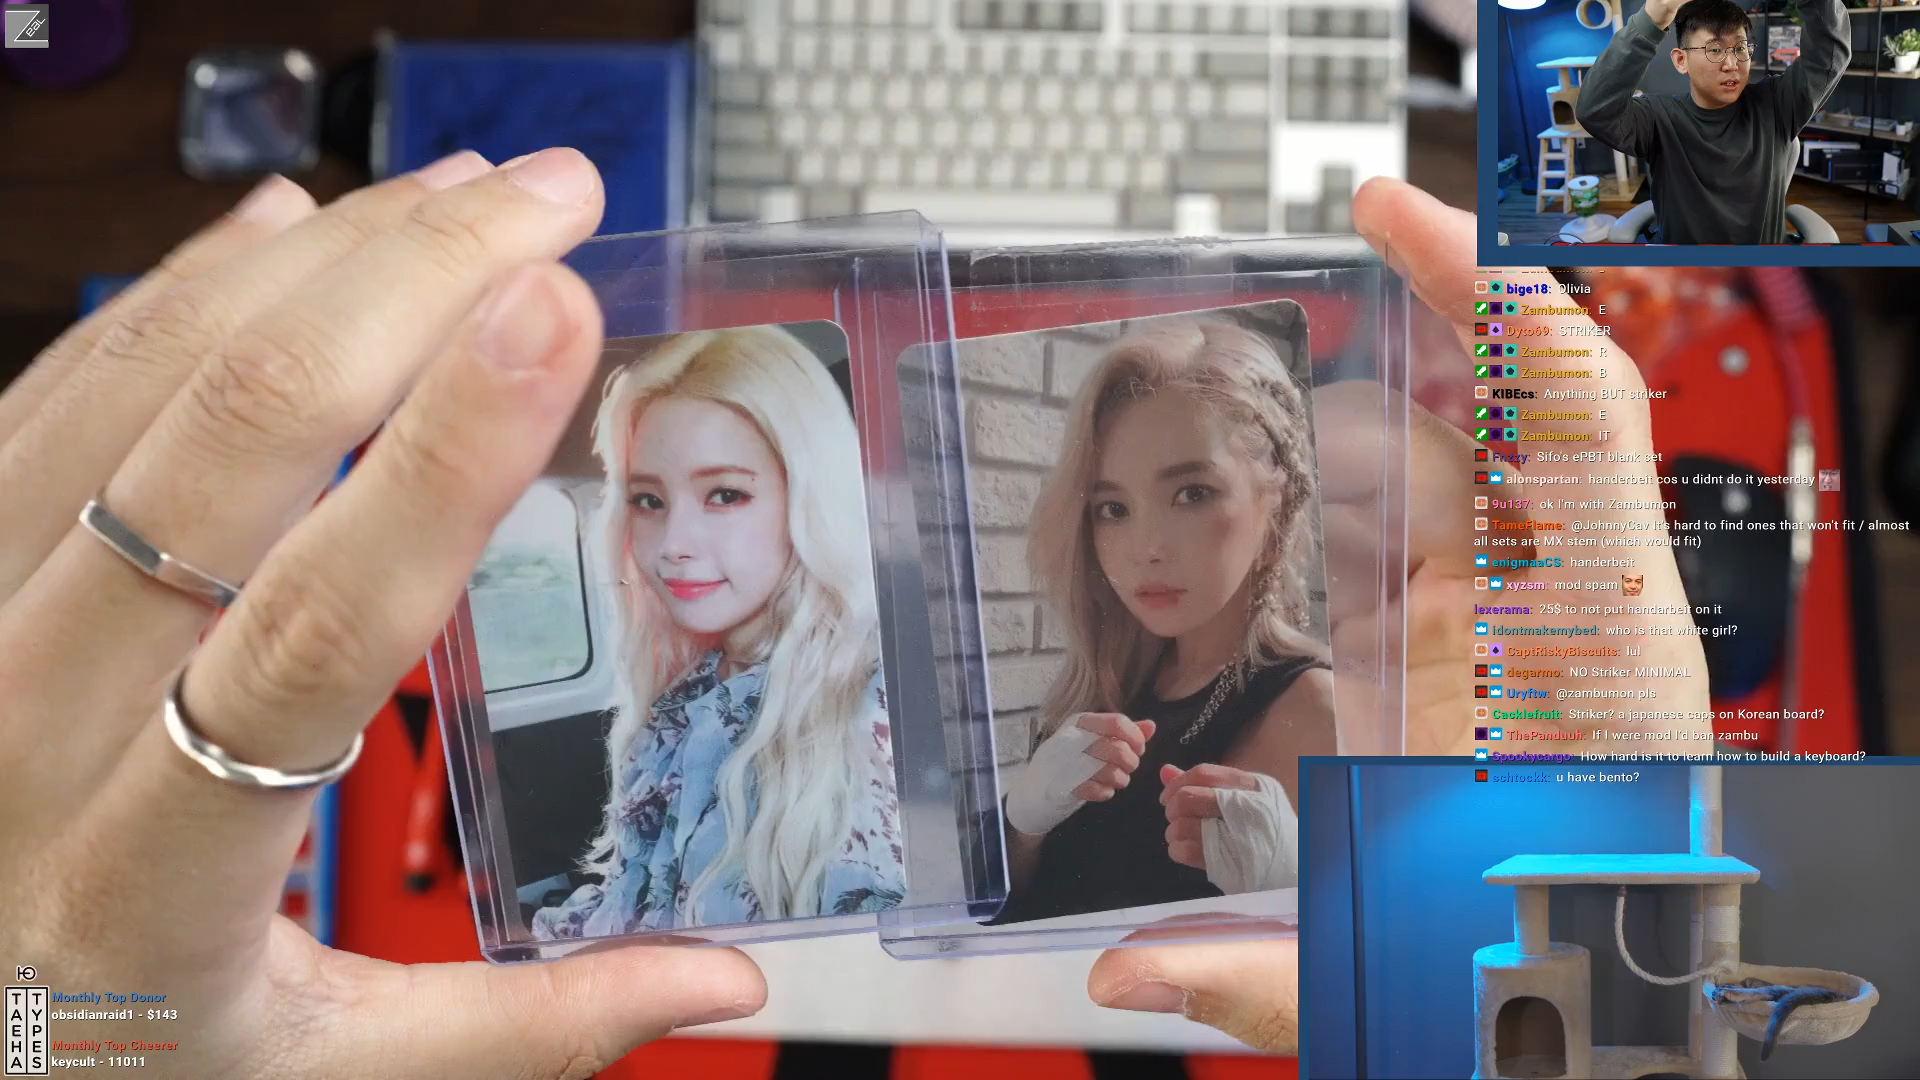 Zeal
bige18: Olivia
Zambumon: E
Dyto69: STRIKER
Zambumon: R
Zambumon: B
KIBEcs: Anything BUT striker
Zambumon: E
Zambumon: IT
Fnzzy: Sifo's ePBT blank set
alonspartan: handerbeit cos u didnt do it yesterday
9u137: ok I'm with Zambumon
TameFlame: @JohnnyCav It's hard to find ones that won't fit / almost
all sets are MX stem (which would fit)
enigmaaCS: handerbeit
xyzsm: mod spam
lexerama: 25$ to not put handarbeit on it
idontmakemybed: who is that white girl?
CaptRiskyBiscuits: lul
degarmo: NO Striker MINIMAL
Uryftw: @zambumon pls
Cacklefruit: Striker? a japanese caps on Korean board?
ThePanduuh: If I were mod I'd ban zambu
Spookycargo: How hard is it to learn how to build a keyboard?
schtockk: u have bento?
TAEHA
TYPES
Monthly Top Donor
obsidianraid1 - $143
Monthly Top Cheerer
keycult - 11011